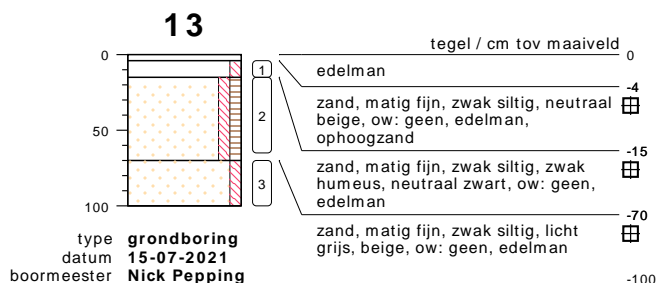 13
tegel / cm tov maaiveld
0
0
edelman
1
-4
zand, matig fijn, zwak siltig, neutraal
beige, ow: geen, edelman,
ophoogzand
2
50
-15
zand, matig fijn, zwak siltig, zwak
humeus, neutraal zwart, ow: geen,
edelman
3
-70
100
zand, matig fijn, zwak siltig, licht
grijs, beige, ow: geen, edelman
-100
type grondboring
datum 15-07-2021
boormeester Nick Pepping